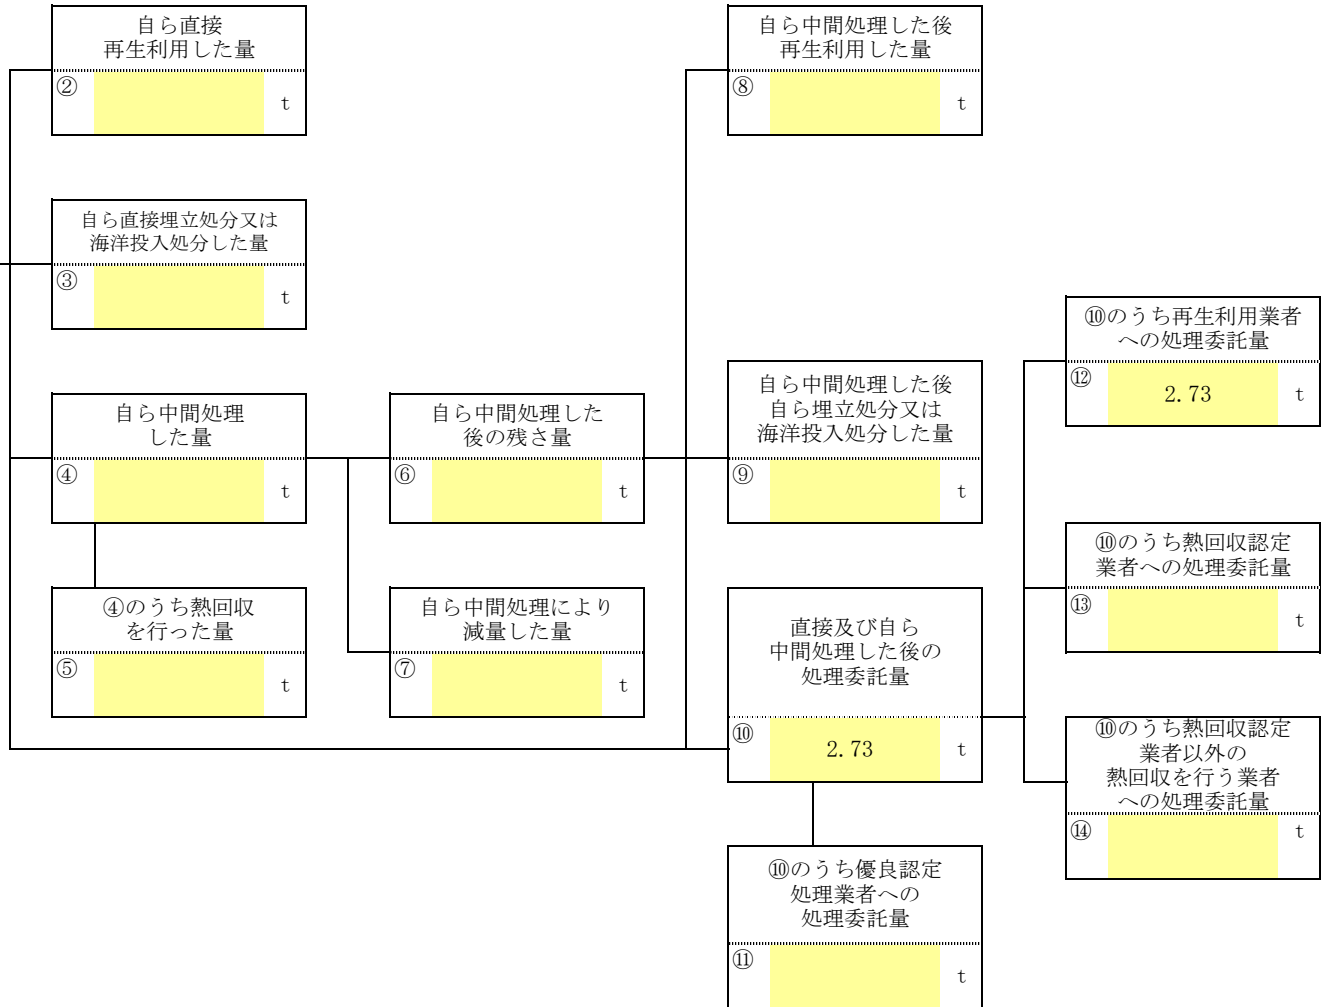 自ら直接
再生利用した量
②
t
自ら中間処理した後
再生利用した量
⑧
t
自ら直接埋立処分又は
海洋投入処分した量
③
t
⑩のうち再生利用業者
への処理委託量
⑫
2.73
t
自ら中間処理
した量
④
t
自ら中間処理した
後の残さ量
⑥
t
自ら中間処理した後
自ら埋立処分又は
海洋投入処分した量
⑨
t
⑩のうち熱回収認定
業者への処理委託量
⑬
t
④のうち熱回収
を行った量
⑤
t
自ら中間処理により
減量した量
⑦
t
直接及び自ら
中間処理した後の
処理委託量
⑩
2.73
t
⑩のうち熱回収認定
業者以外の
熱回収を行う業者
への処理委託量
⑭
t
⑩のうち優良認定
処理業者への
処理委託量
⑪
t